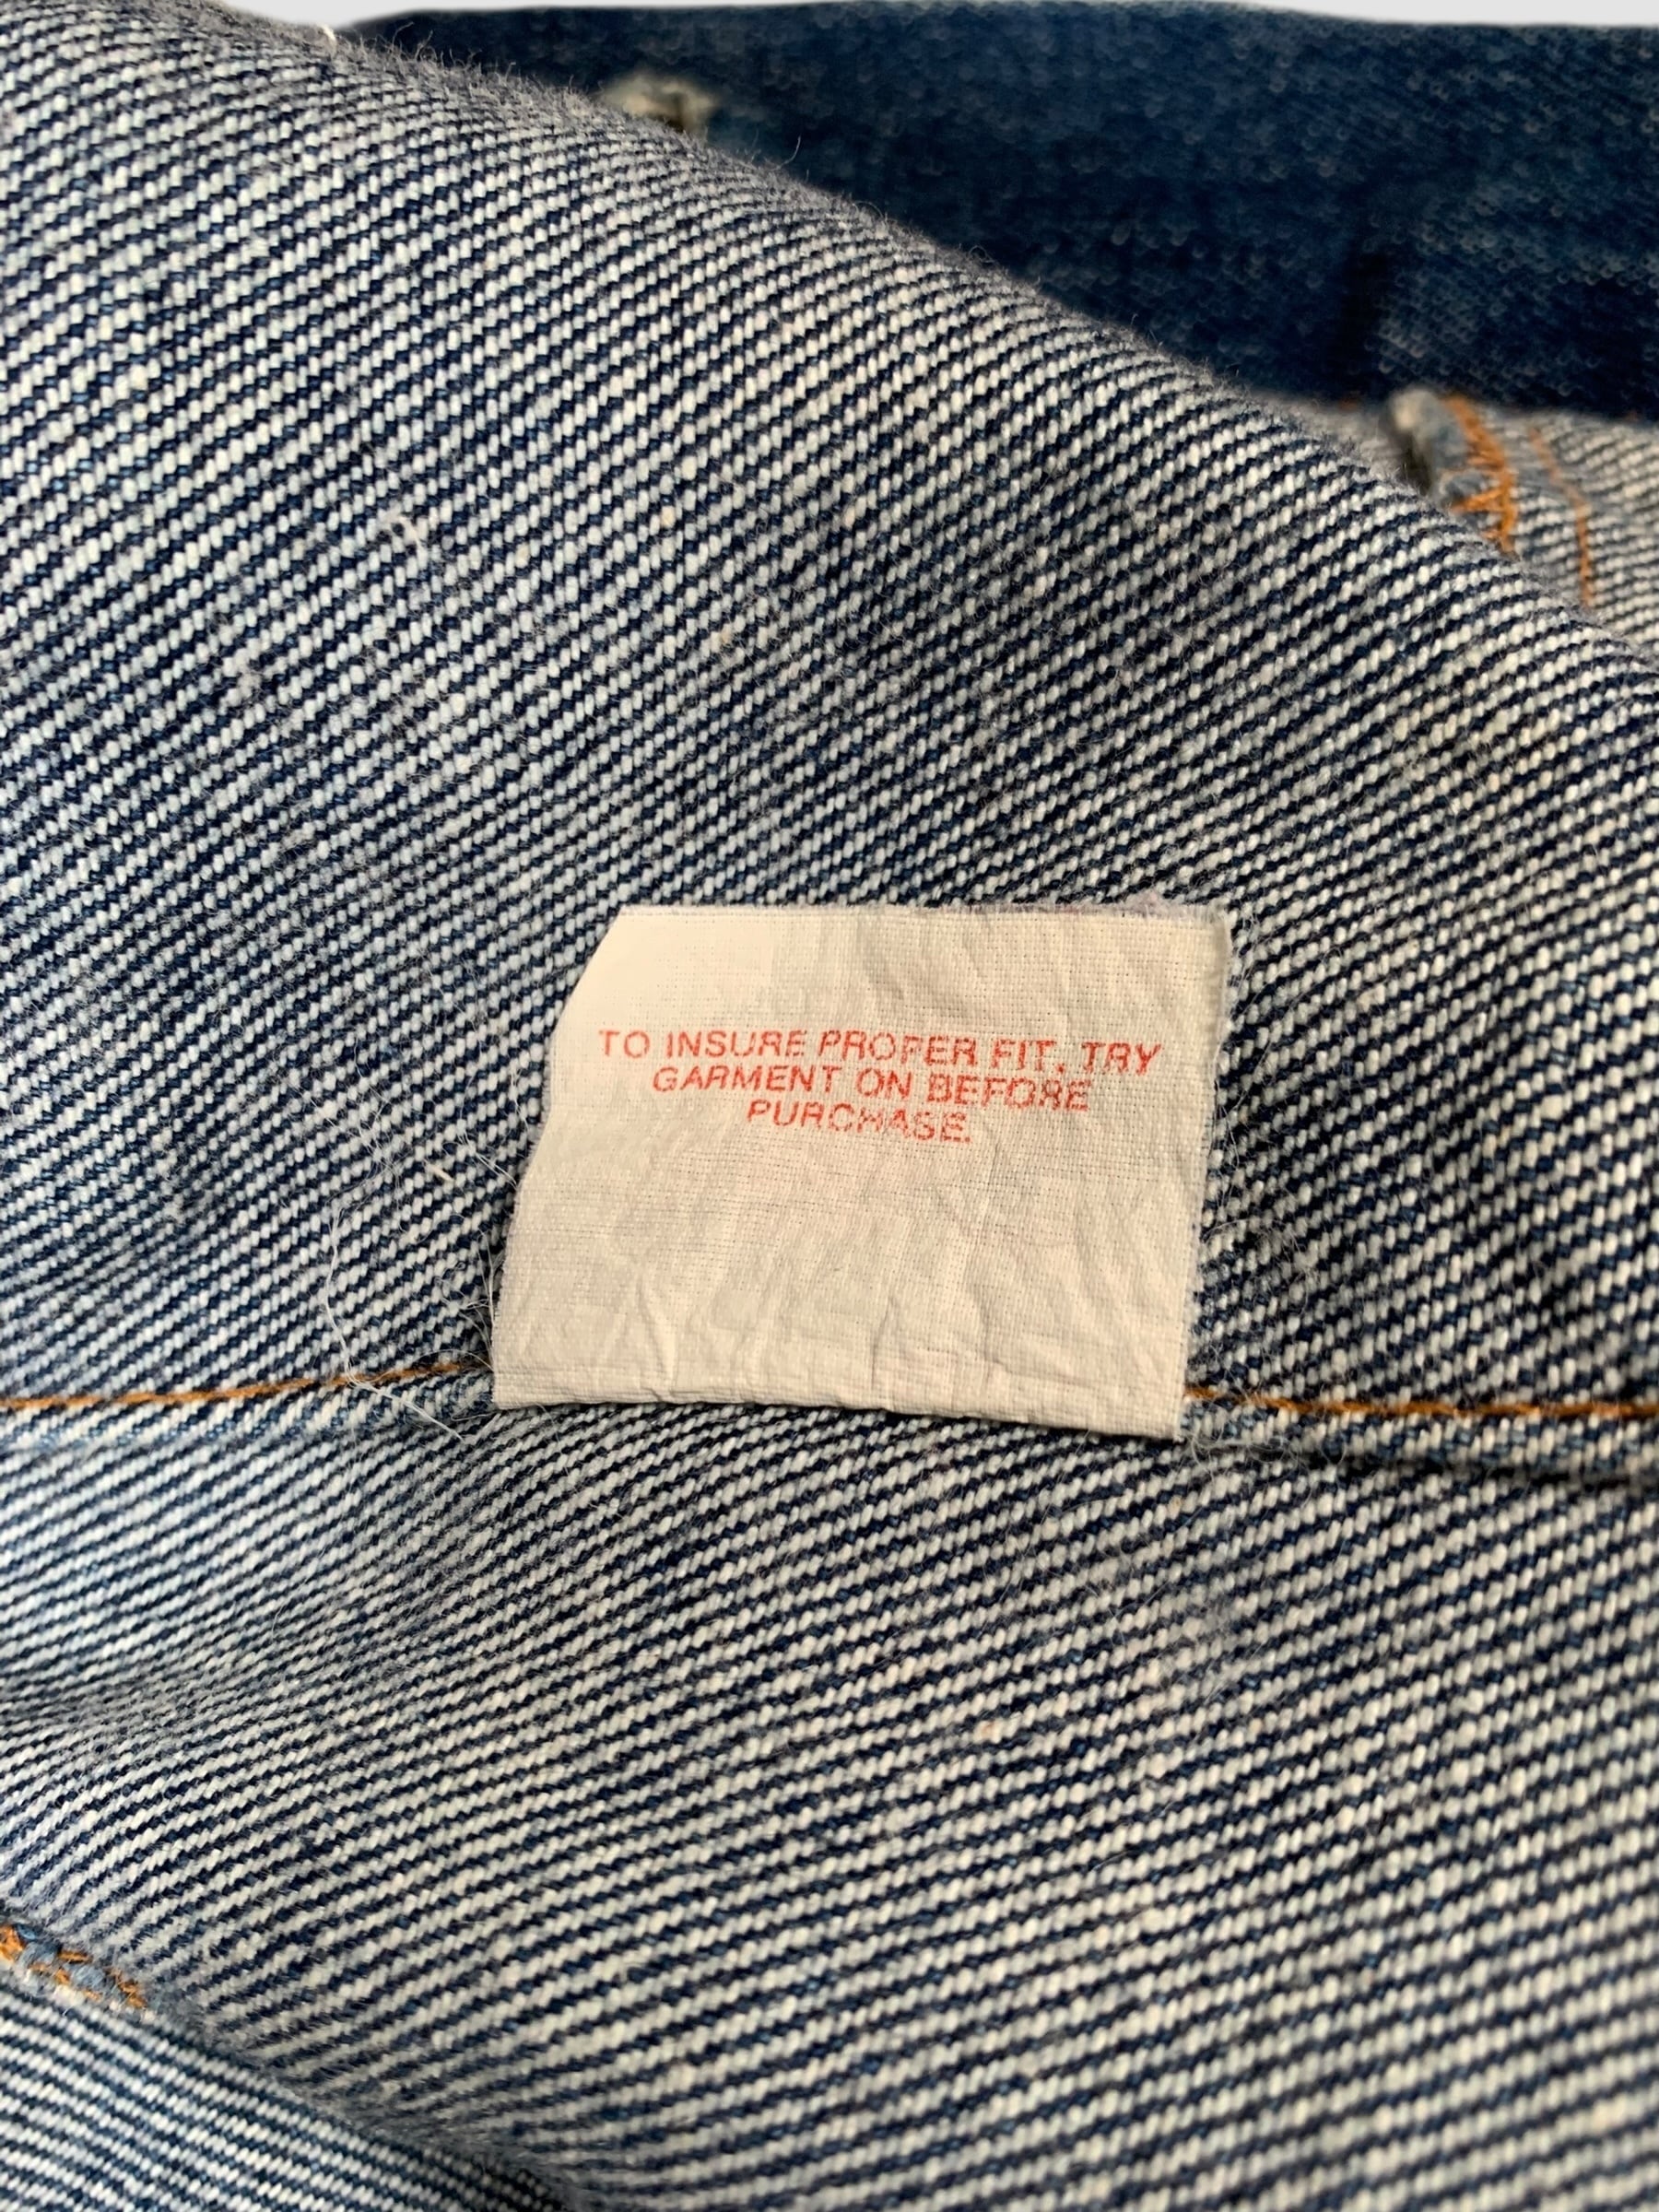 TO INSURE PROPER FIT, TRY
GARMENT ON BEFORE
PURCHASE.